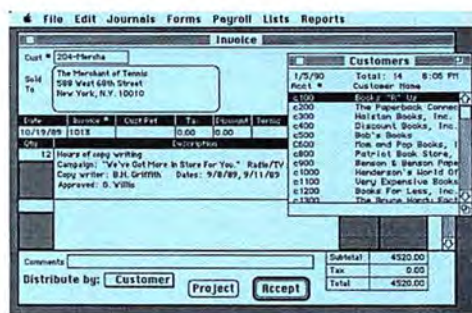 File Edit Journals Forms Payroll Lists Reports
Invoice
Cust # 204-Mercha
Sold To
The Merchant of Tennis
588 West 68th Street
New York, N.Y. 10010
Date Invoice # Cust Ref Tax Discount Terms
10/19/89 1013 0.00 0.00
Qty Description
12 Hours of copy writing
Campaign: "We've Got More In Store For You." Radio/TV
Copy writer: B.H. Griffith Dates: 9/8/89, 9/11/89
Approved: D. Willis
Customers
1/5/90 Total: 14 6:05 PM
Acct # Customer Name
c100 Books "R" Us
c200 The Paperback Connec
c300 Halston Books, Inc.
c400 Discount Books, Inc.
c500 Bob's Books
c600 Mom and Pop Books, I
c800 Patriot Book Store,
c900 Benson & Benson Pape
c1000 Henderson's World Of
c1100 Very Expensive Books
c1200 Books For Less, Inc.
c1300 The Bruce Hardy Fact
Comments
Subtotal 4520.00
Tax 0.00
Total 4520.00
Distribute by: Customer
Project Accept